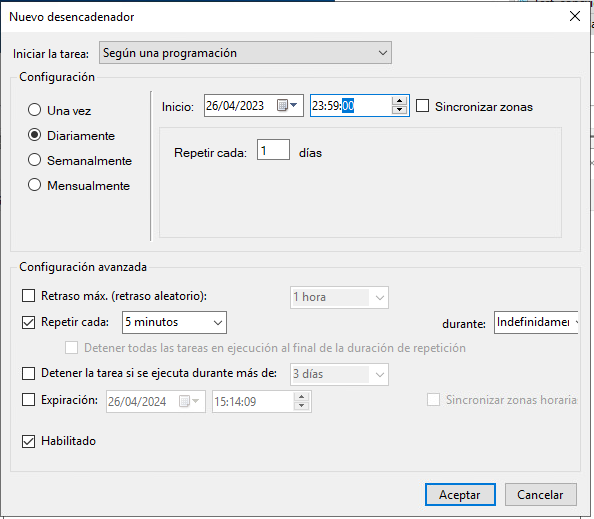 Nuevo desencadenador
Iniciar la tarea: Según una programación
Configuración
Una vez
Diariamente
Semanalmente
Mensualmente
Inicio: 26/04/2023 23:59:00 Sincronizar zonas
Repetir cada: 1 días
Configuración avanzada
Retraso máx. (retraso aleatorio): 1 hora
Repetir cada: 5 minutos durante: Indefinidamen
Detener todas las tareas en ejecución al final de la duración de repetición
Detener la tarea si se ejecuta durante más de: 3 días
Expiración: 26/04/2024 15:14:09 Sincronizar zonas horaria
Habilitado
Aceptar Cancelar